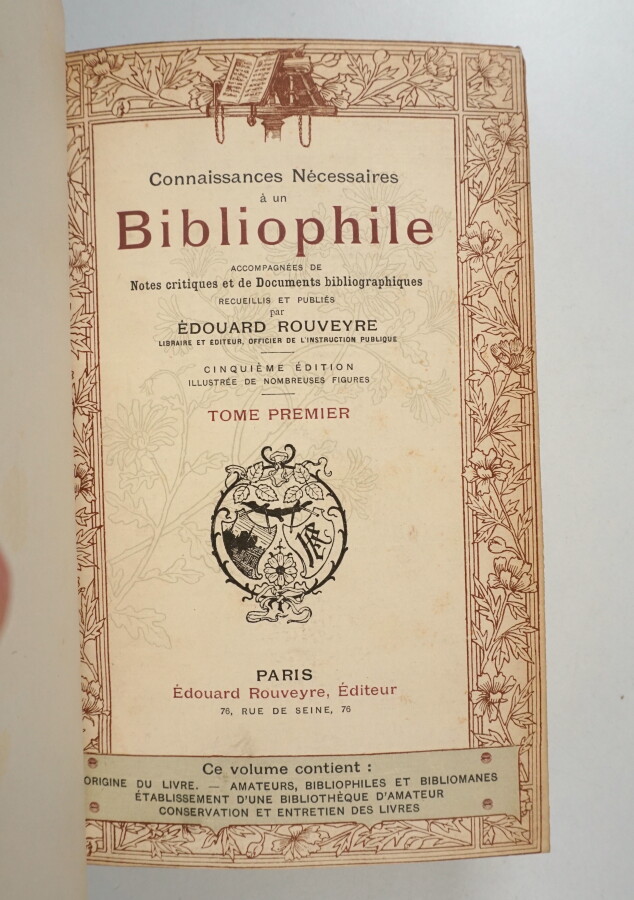 Connaissances Nécessaires
à un
Bibliophile
ACCOMPAGNÉES DE
Notes critiques et de Documents bibliographiques
RECUEILLIS ET PUBLIÉS
par
ÉDOUARD ROUVEYRE
LIBRAIRE ET ÉDITEUR, OFFICIER DE L'INSTRUCTION PUBLIQUE
CINQUIÈME ÉDITION
ILLUSTRÉE DE NOMBREUSES FIGURES
TOME PREMIER
PARIS
Édouard Rouveyre, Éditeur
76, RUE DE SEINE, 76
Ce volume contient :
ORIGINE DU LIVRE. — AMATEURS, BIBLIOPHILES ET BIBLIOMANES
ÉTABLISSEMENT D'UNE BIBLIOTHÈQUE D'AMATEUR
CONSERVATION ET ENTRETIEN DES LIVRES